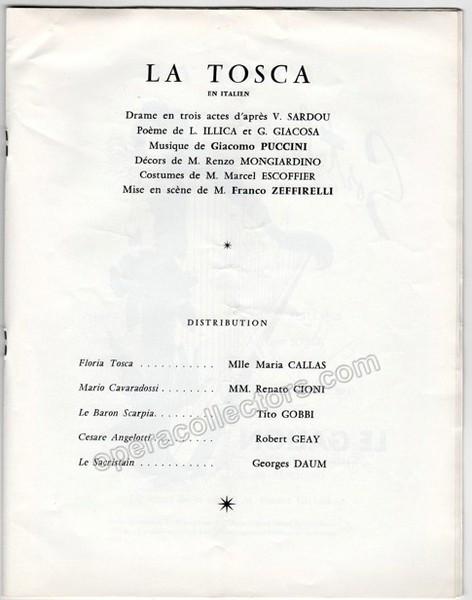 LA TOSCA
EN ITALIEN
Drame en trois actes d'après V. SARDOU
Poème de L. ILLICA et G. GIACOSA
Musique de Giacomo PUCCINI
Décors de M. Renzo MONGIARDINO
Costumes de M. Marcel ESCOFFIER
Mise en scène de M. Franco ZEFFIRELLI
DISTRIBUTION
Floria Tosca . . . . . . . . . . . Mlle Maria CALLAS
Mario Cavaradossi . . . . . . . . MM. Renato CIONI
Le Baron Scarpia. . . . . . . . . Tito GOBBI
Cesare Angelotti . . . . . . . . . Robert GEAY
Le Sacristain . . . . . . . . . . . Georges DAUM
operacollectors.com